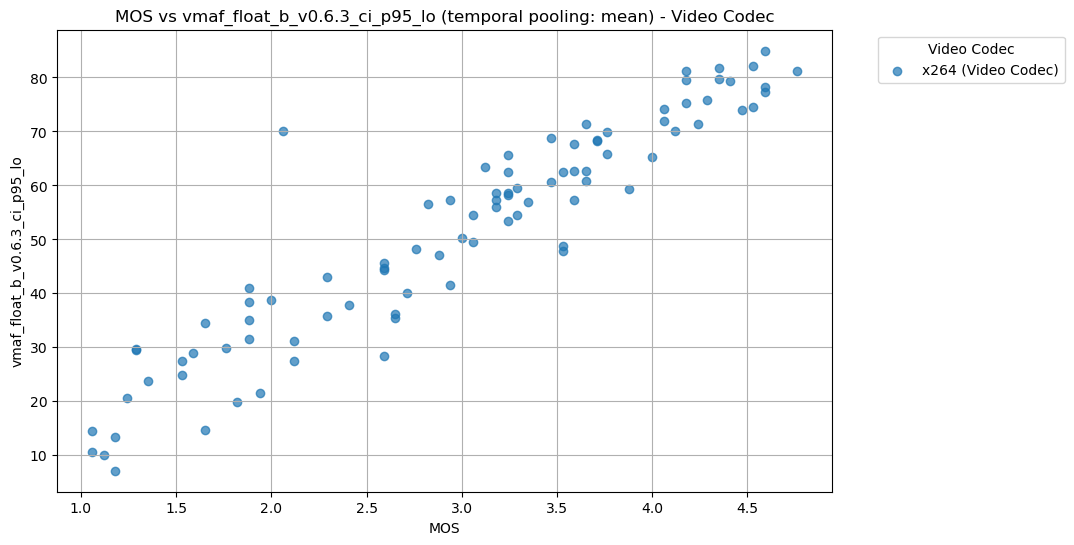 MOS vs vmaf_float_b_v0.6.3_ci_p95_lo (temporal pooling: mean) - Video Codec
Video Codec
x264 (Video Codec)
vmaf_float_b_v0.6.3_ci_p95_lo
80
70
60
50
40
30
20
10
1.0 1.5 2.0 2.5 3.0 3.5 4.0 4.5
MOS